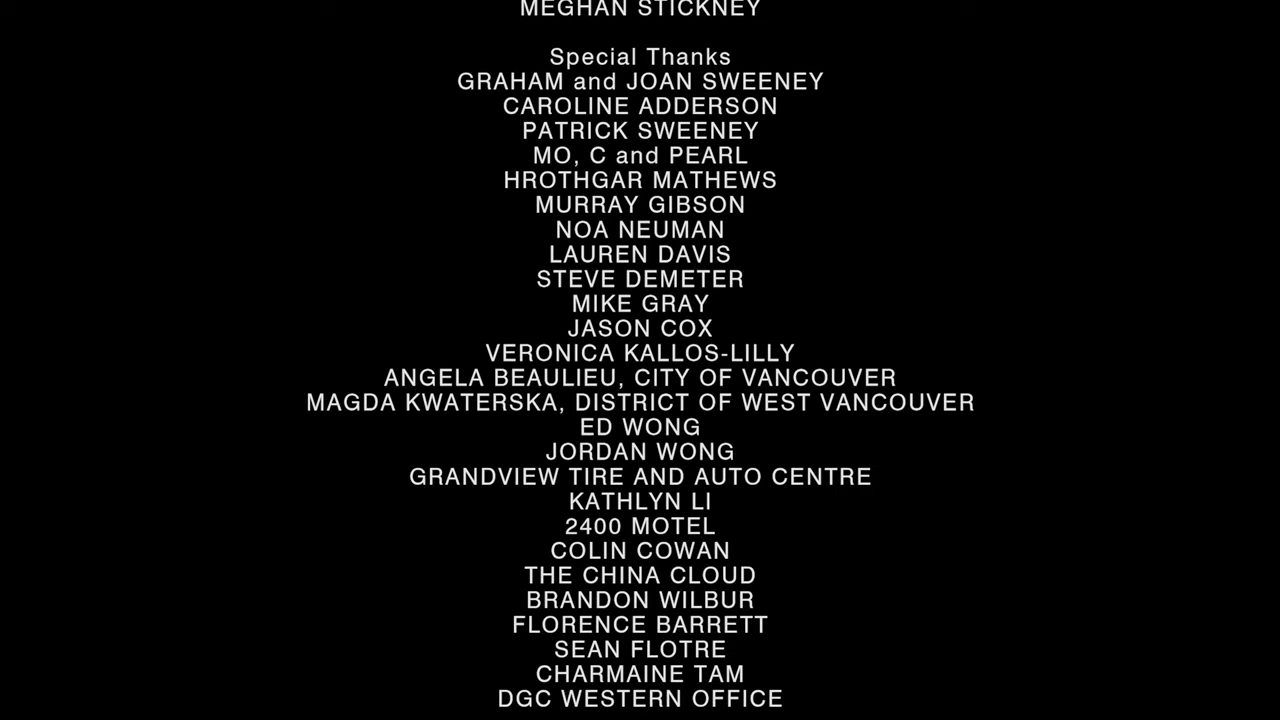 MEGHAN STICKNEY
Special Thanks
GRAHAM and JOAN SWEENEY
CAROLINE ADDERSON
PATRICK SWEENEY
MO, C and PEARL
HROTHGAR MATHEWS
MURRAY GIBSON
NOA NEUMAN
LAUREN DAVIS
STEVE DEMETER
MIKE GRAY
JASON COX
VERONICA KALLOS-LILLY
ANGELA BEAULIEU, CITY OF VANCOUVER
MAGDA KWATERSKA, DISTRICT OF WEST VANCOUVER
ED WONG
JORDAN WONG
GRANDVIEW TIRE AND AUTO CENTRE
KATHLYN LI
2400 MOTEL
COLIN COWAN
THE CHINA CLOUD
BRANDON WILBUR
FLORENCE BARRETT
SEAN FLOTRE
CHARMAINE TAM
DGC WESTERN OFFICE